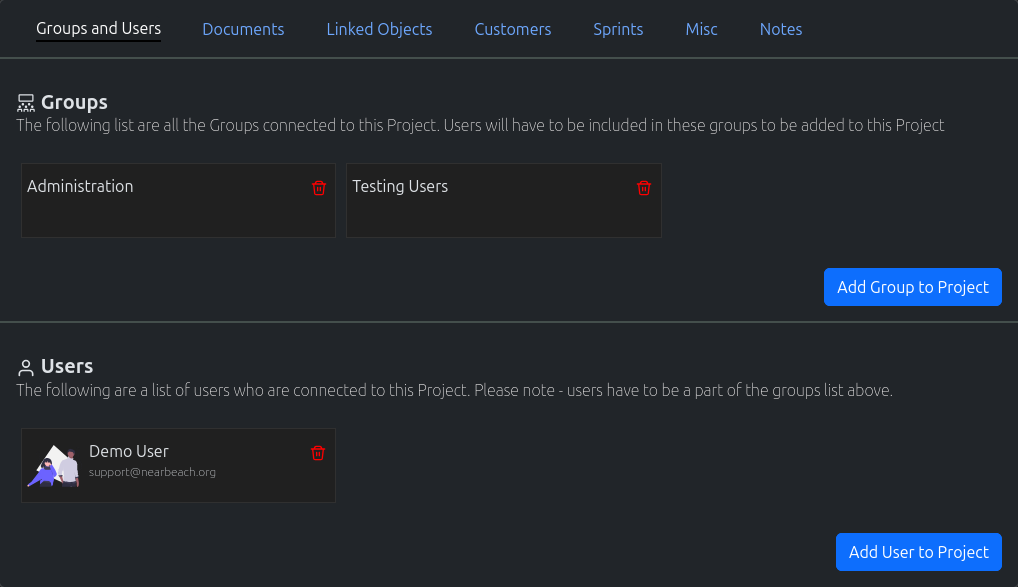 Groups and Users Documents Linked Objects Customers Sprints Misc Notes
Groups
The following list are all the Groups connected to this Project. Users will have to be included in these groups to be added to this Project
Administration Testing Users
Add Group to Project
Users
The following are a list of users who are connected to this Project. Please note - users have to be a part of the groups list above.
Demo User
support@nearbeach.org
Add User to Project